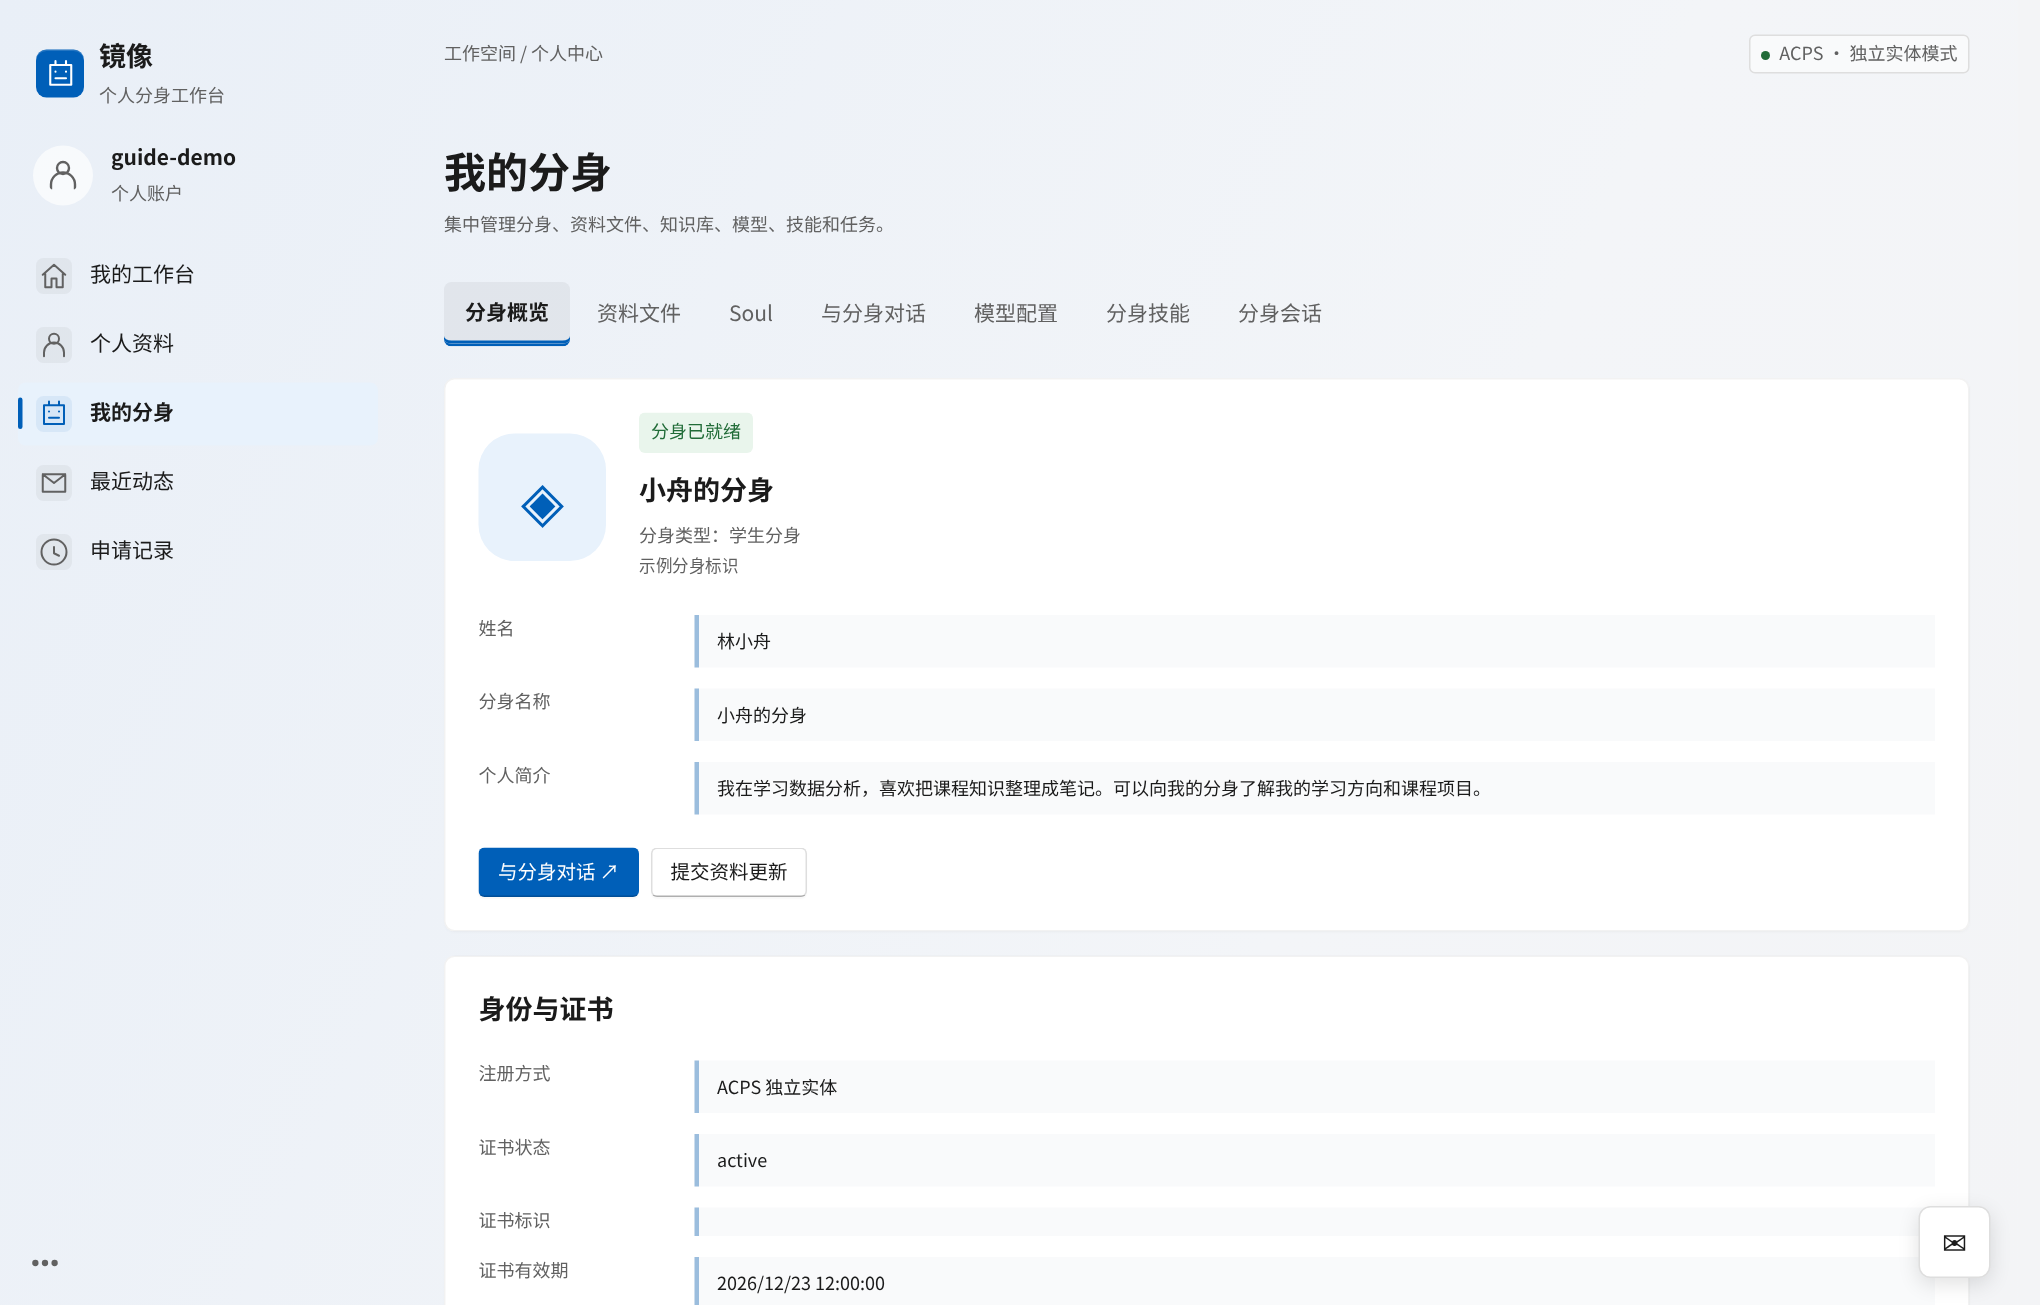 镜像
个人分身工作台
guide-demo
个人账户
我的工作台
个人资料
我的分身
最近动态
申请记录
工作空间 / 个人中心
ACPS · 独立实体模式
我的分身
集中管理分身、资料文件、知识库、模型、技能和任务。
分身概览 资料文件 Soul 与分身对话 模型配置 分身技能 分身会话
分身已就绪
小舟的分身
分身类型：学生分身
示例分身标识
姓名 林小舟
分身名称 小舟的分身
个人简介 我在学习数据分析，喜欢把课程知识整理成笔记。可以向我的分身了解我的学习方向和课程项目。
与分身对话 ↗ 提交资料更新
身份与证书
注册方式 ACPS 独立实体
证书状态 active
证书标识
证书有效期 2026/12/23 12:00:00